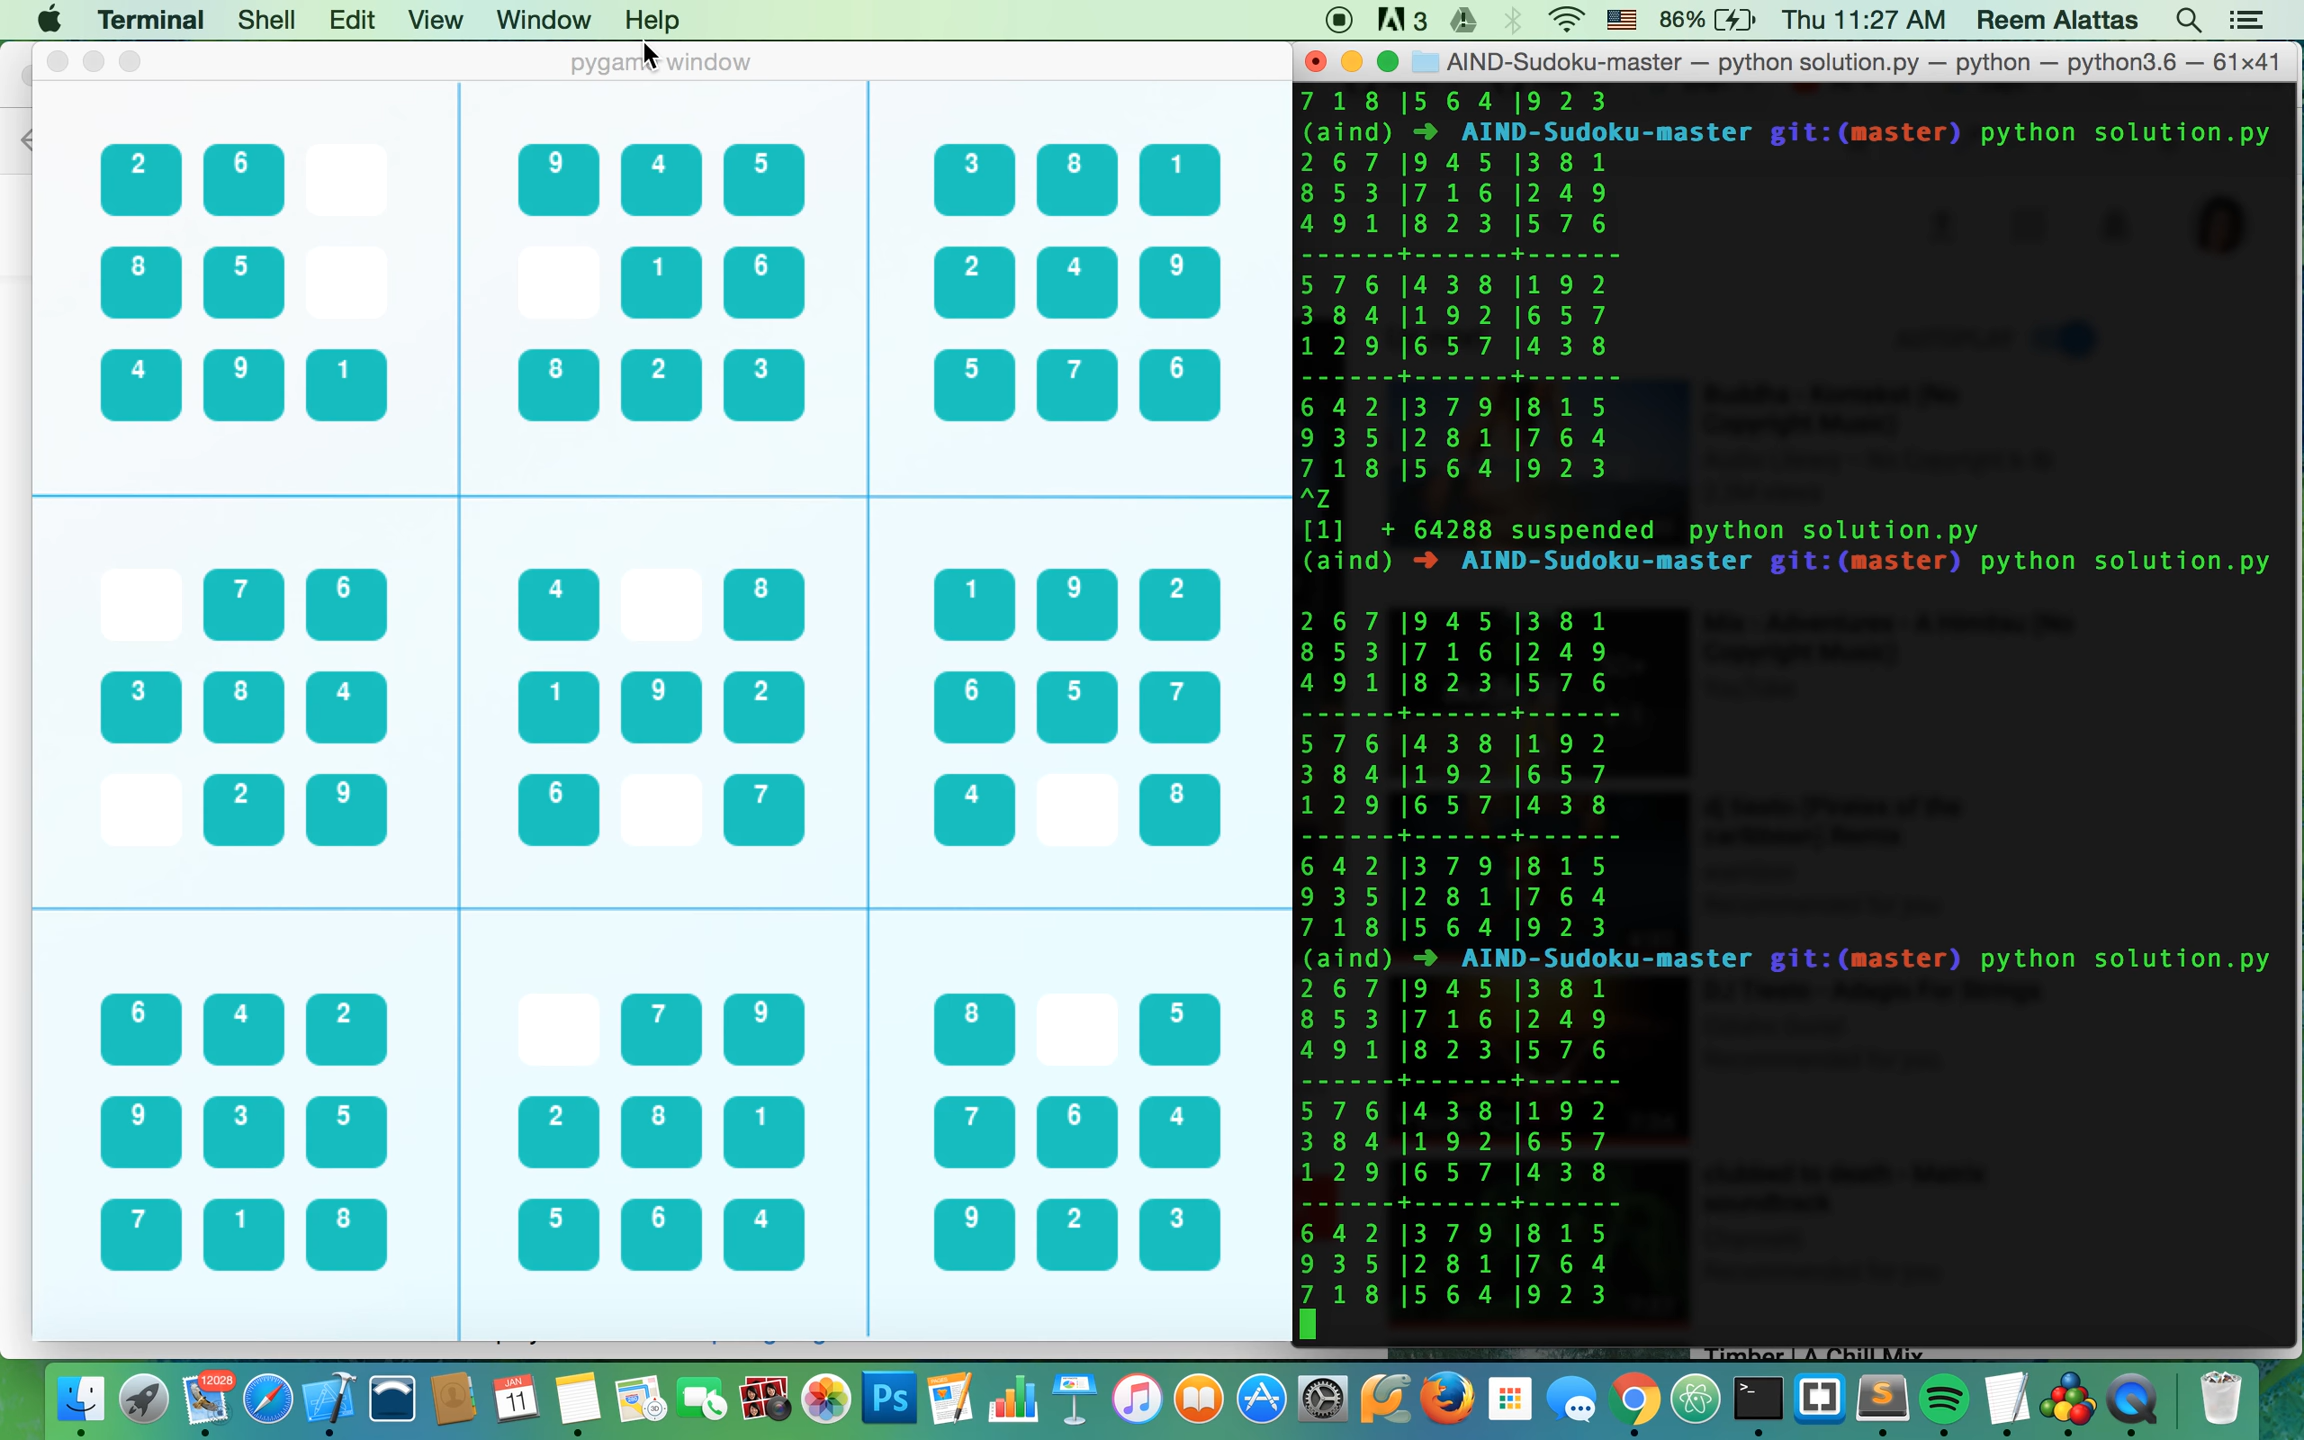 Terminal Shell Edit View Window Help 3 86% Thu 11:27 AM Reem Alattas
pygame window
2 6 9 4 5 3 8 1
8 5 1 6 2 4 9
4 9 1 8 2 3 5 7 6
7 6 4 8 1 9 2
3 8 4 1 9 2 6 5 7
2 9 6 7 4 8
6 4 2 7 9 8 5
9 3 5 2 8 1 7 6 4
7 1 8 5 6 4 9 2 3
AIND-Sudoku-master — python solution.py — python — python3.6 — 61×41
7 1 8 |5 6 4 |9 2 3
(aind) ➜ AIND-Sudoku-master git:(master) python solution.py
2 6 7 |9 4 5 |3 8 1
8 5 3 |7 1 6 |2 4 9
4 9 1 |8 2 3 |5 7 6
------+------+------
5 7 6 |4 3 8 |1 9 2
3 8 4 |1 9 2 |6 5 7
1 2 9 |6 5 7 |4 3 8
------+------+------
6 4 2 |3 7 9 |8 1 5
9 3 5 |2 8 1 |7 6 4
7 1 8 |5 6 4 |9 2 3
^Z
[1]  + 64288 suspended  python solution.py
(aind) ➜ AIND-Sudoku-master git:(master) python solution.py
2 6 7 |9 4 5 |3 8 1
8 5 3 |7 1 6 |2 4 9
4 9 1 |8 2 3 |5 7 6
------+------+------
5 7 6 |4 3 8 |1 9 2
3 8 4 |1 9 2 |6 5 7
1 2 9 |6 5 7 |4 3 8
------+------+------
6 4 2 |3 7 9 |8 1 5
9 3 5 |2 8 1 |7 6 4
7 1 8 |5 6 4 |9 2 3
(aind) ➜ AIND-Sudoku-master git:(master) python solution.py
2 6 7 |9 4 5 |3 8 1
8 5 3 |7 1 6 |2 4 9
4 9 1 |8 2 3 |5 7 6
------+------+------
5 7 6 |4 3 8 |1 9 2
3 8 4 |1 9 2 |6 5 7
1 2 9 |6 5 7 |4 3 8
------+------+------
6 4 2 |3 7 9 |8 1 5
9 3 5 |2 8 1 |7 6 4
7 1 8 |5 6 4 |9 2 3
Timber | A Chill Mix
12028
JAN
11
Ps